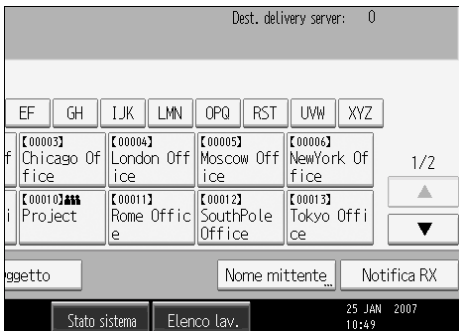 Dest. delivery server: 0
EF GH IJK LMN OPQ RST UVW XYZ
[00003] [00004] [00005] [00006]
f Chicago Of London Off Moscow Off NewYork Of
fice ice ice fice
1/2
[00010] [00011] [00012] [00013]
i Project Rome Offic SouthPole Tokyo Offi
e Office ce
ggetto Nome mittente Notifica RX
Stato sistema Elenco lav. 25 JAN 2007
10:49